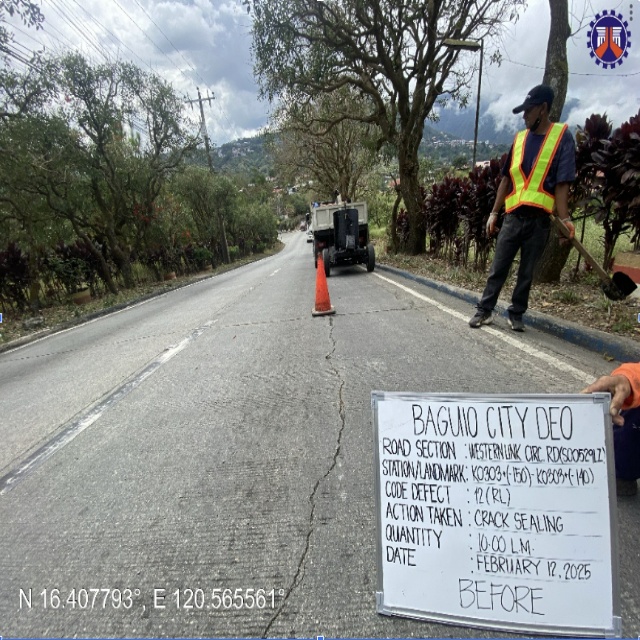 BAGUIO CITY DEO
ROAD SECTION : WESTERN LINK CIRC. RD(S00529LZ)
STATION/LANDMARK: K0303+(-150)-K0303+(-140)
CODE DEFECT : 12 (RL)
ACTION TAKEN : CRACK SEALING
QUANTITY : 10.00 L.M.
DATE : FEBRUARY 12, 2025
BEFORE
N 16.407793°, E 120.565561°